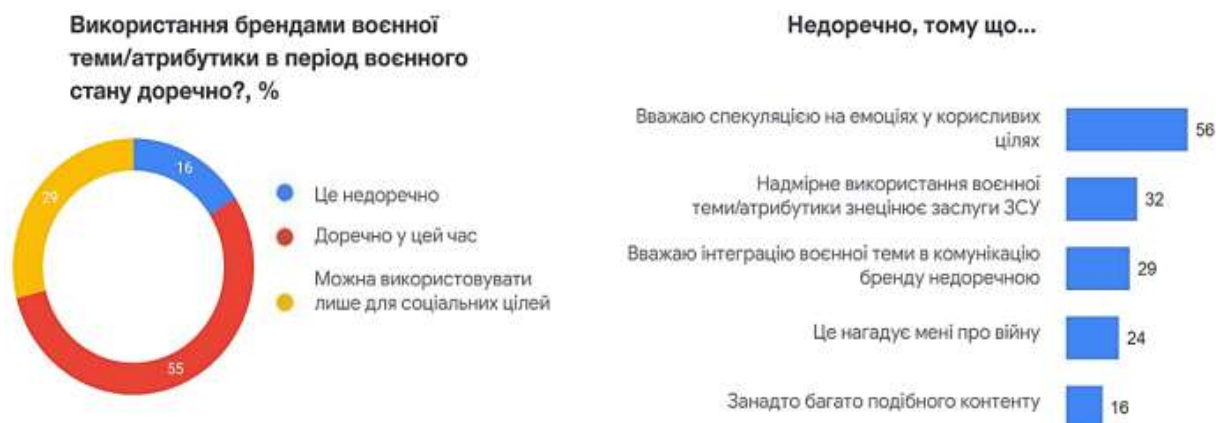 Використання брендами воєнної
теми/атрибутики в період воєнного
стану доречно?, %
16
29
55
Це недоречно
Доречно у цей час
Можна використовувати
лише для соціальних цілей
Недоречно, тому що...
Вважаю спекуляцією на емоціях у корисливих
цілях
56
Надмірне використання воєнної
теми/атрибутики знецінює заслуги ЗСУ
32
Вважаю інтеграцію воєнної теми в комунікацію
бренду недоречною
29
Це нагадує мені про війну
24
Занадто багато подібного контенту
16